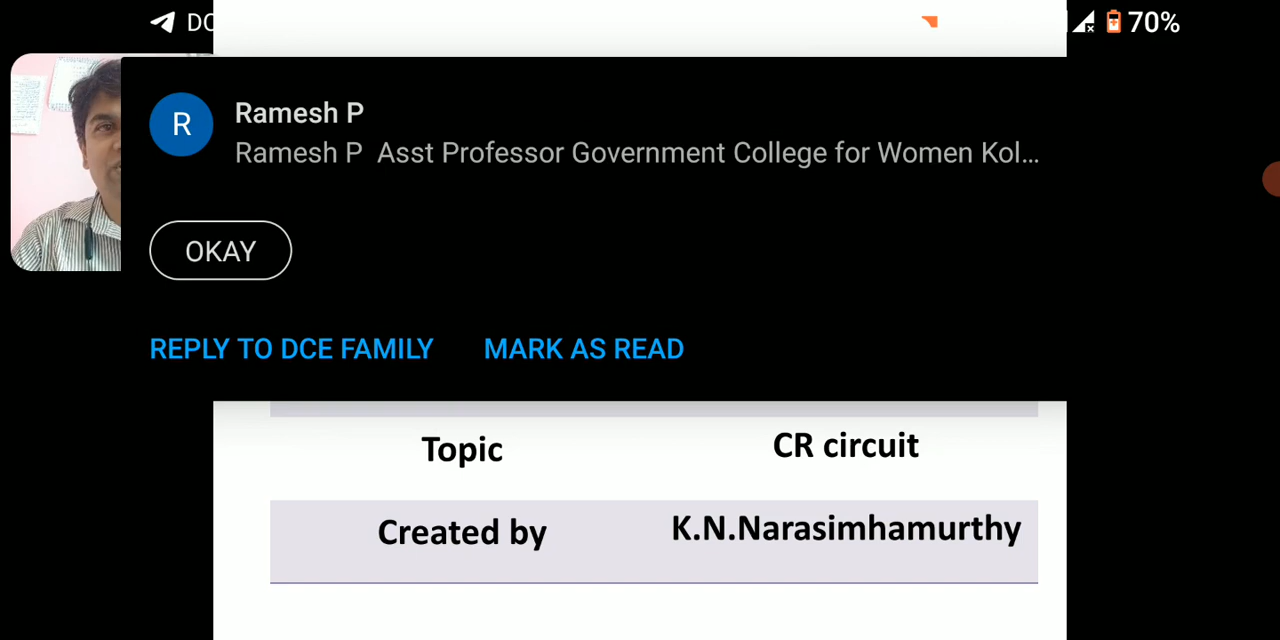 DC
70%
R
Ramesh P
Ramesh P Asst Professor Government College for Women Kol...
OKAY
REPLY TO DCE FAMILY MARK AS READ
Topic CR circuit
Created by K.N.Narasimhamurthy